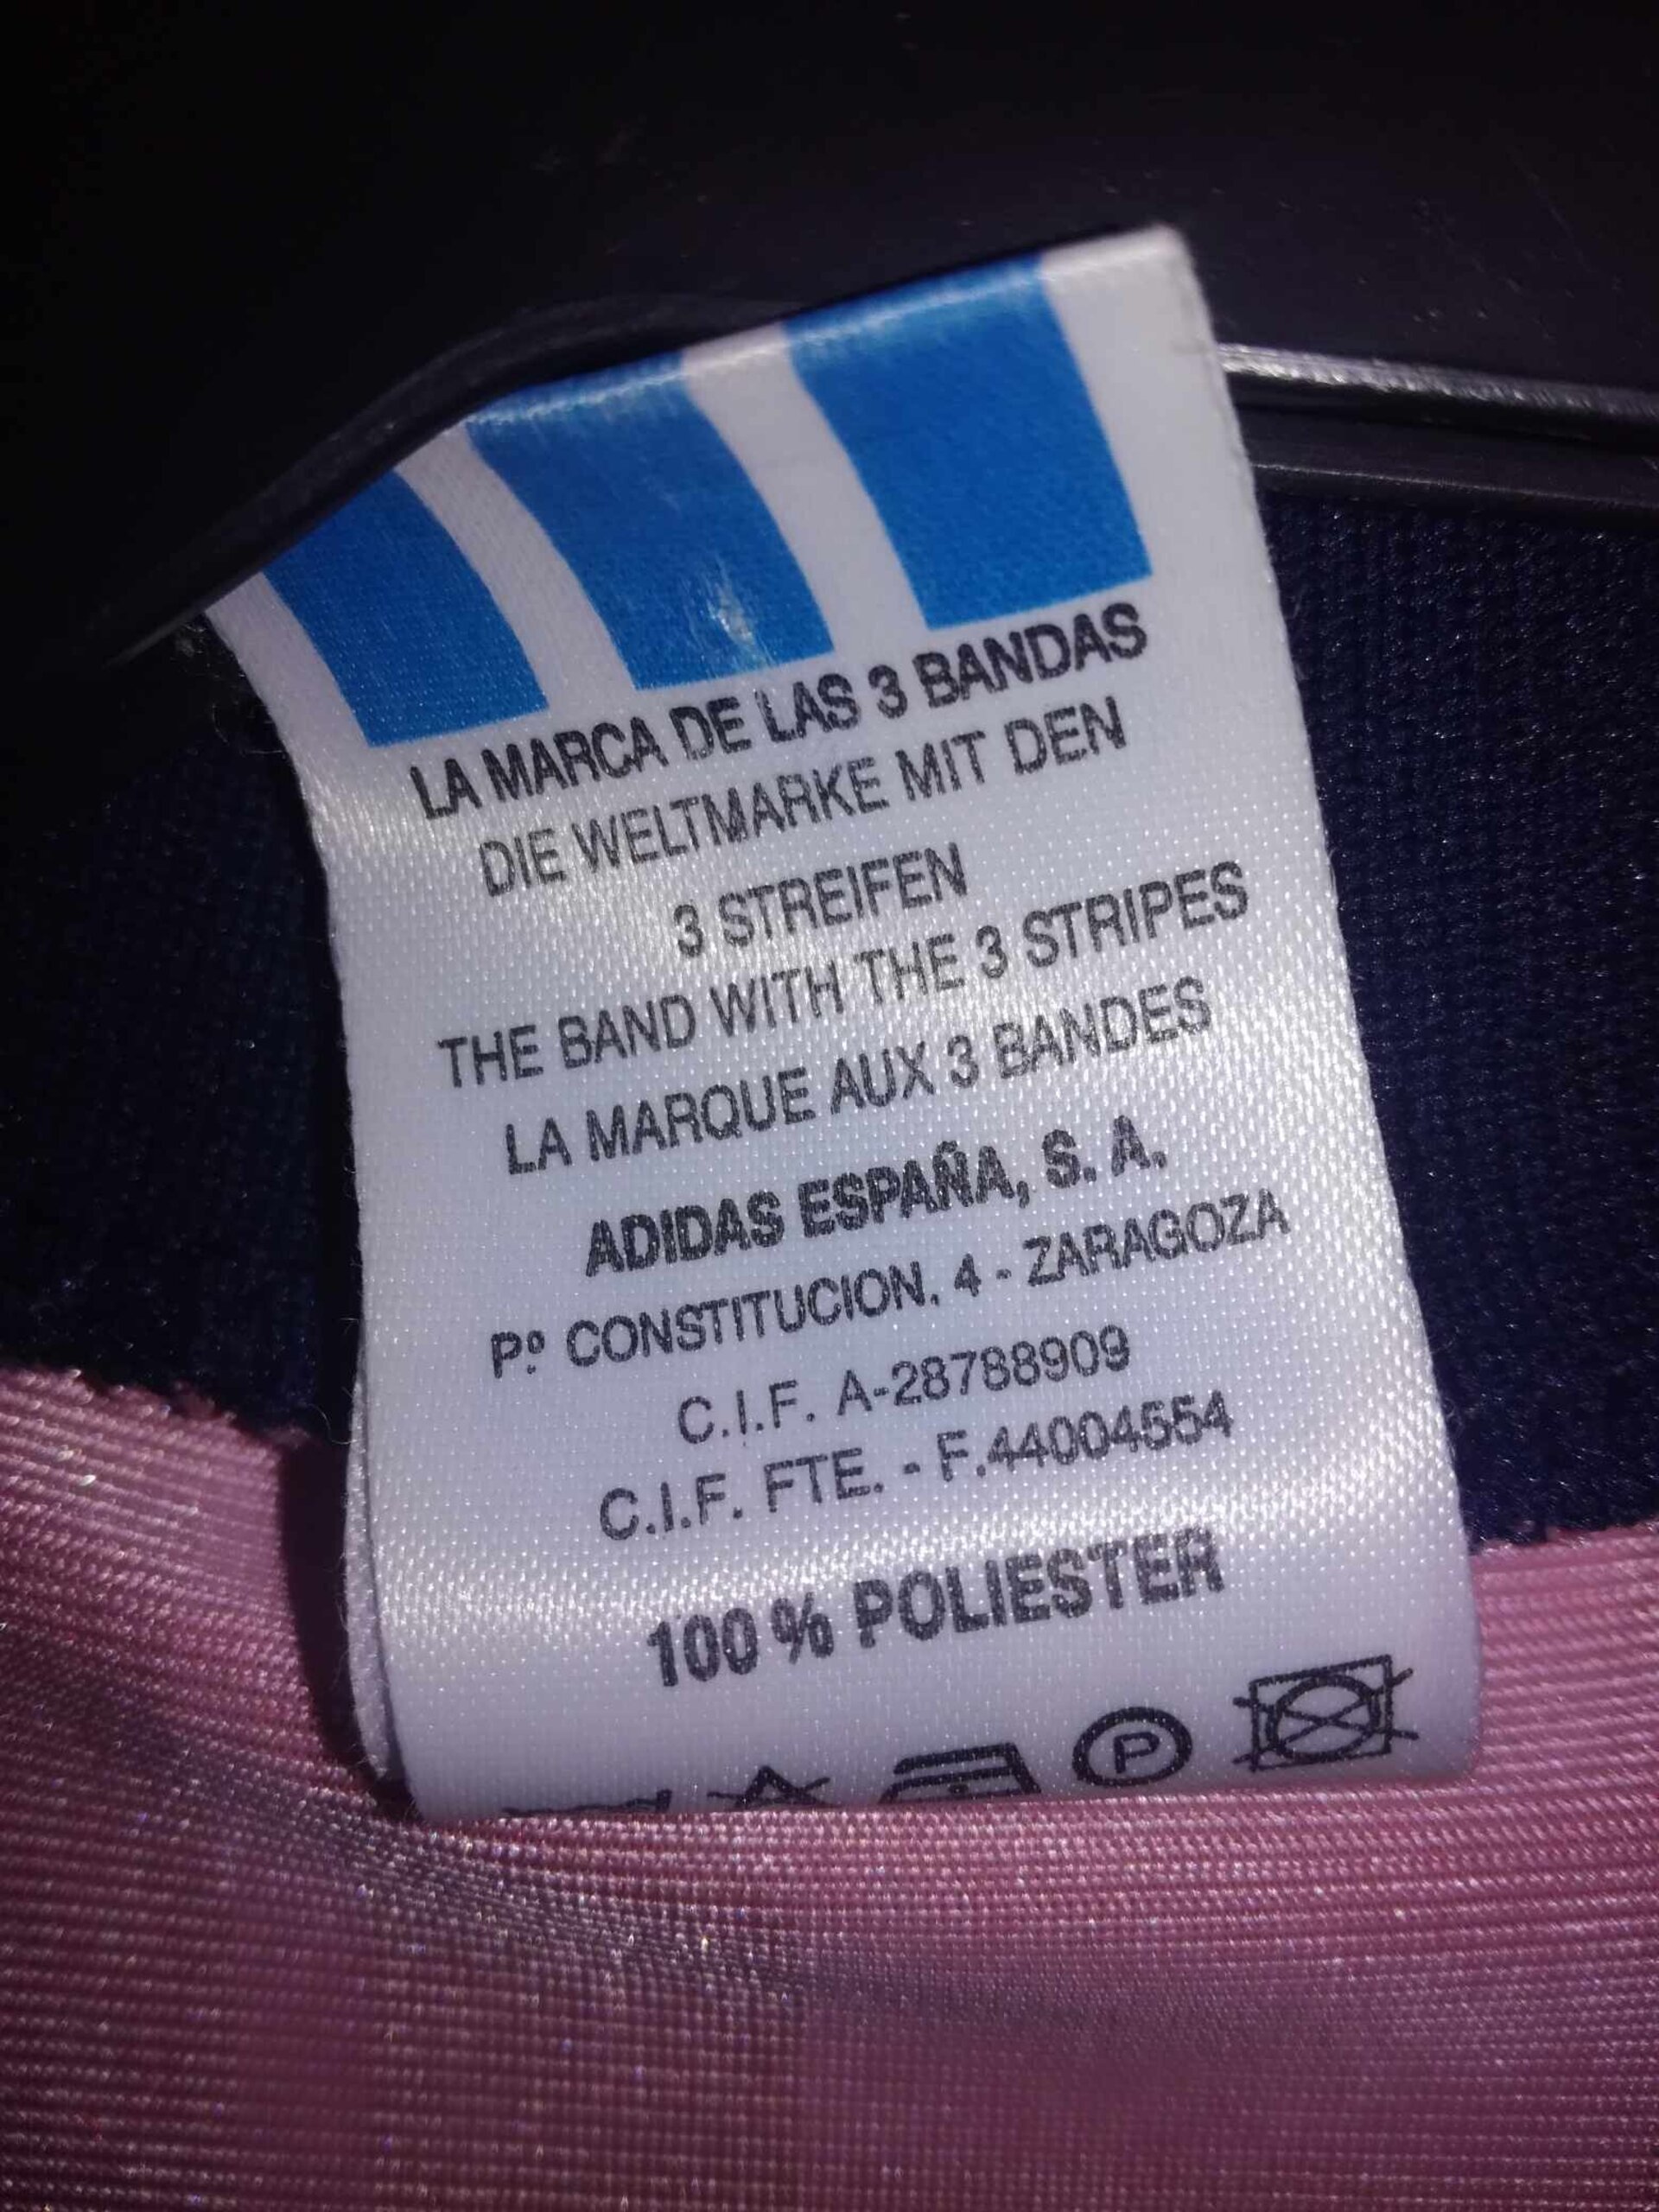 LA MARCA DE LAS 3 BANDAS
DIE WELTMARKE MIT DEN
3 STREIFEN
THE BAND WITH THE 3 STRIPES
LA MARQUE AUX 3 BANDES
ADIDAS ESPAÑA, S. A.
Pº CONSTITUCION. 4 - ZARAGOZA
C.I.F. A-28788909
C.I.F. FTE. - F.44004554
100 % POLIESTER
P